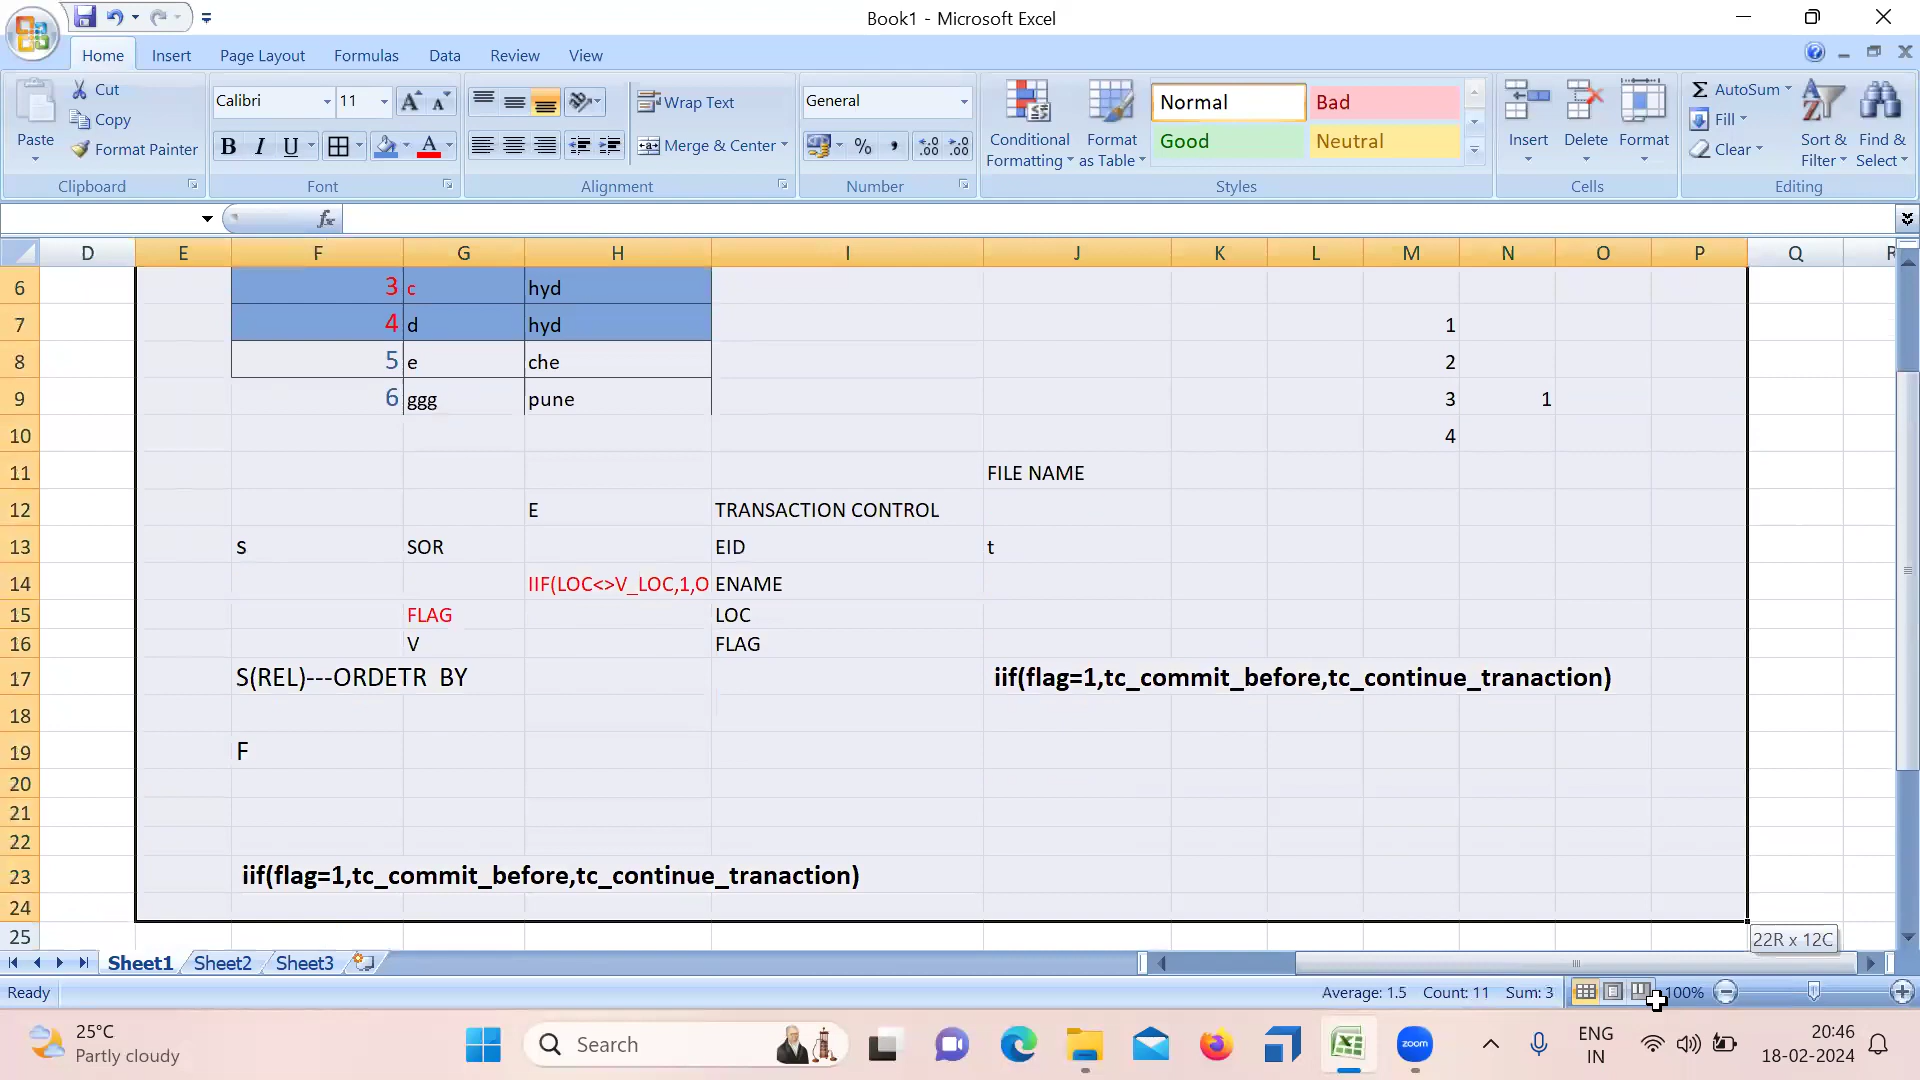 Book1 - Microsoft Excel
Home Insert Page Layout Formulas Data Review View
Paste Cut Copy Format Painter Clipboard
Calibri 11 B I U Font
Wrap Text Merge & Center Alignment
General % , Number
Conditional Formatting Format as Table Normal Bad Good Neutral Styles
Insert Delete Format Cells
AutoSum Fill Clear Sort & Filter Find & Select Editing
fx
D E F G H I J K L M N O P Q R
6 3 c hyd
7 4 d hyd 1
8 5 e che 2
9 6 ggg pune 3 1
10 4
11 FILE NAME
12 E TRANSACTION CONTROL
13 s SOR EID t
14 IIF(LOC<>V_LOC,1,O ENAME
15 FLAG LOC
16 V FLAG
17 S(REL)---ORDETR BY iif(flag=1,tc_commit_before,tc_continue_tranaction)
18
19 F
20
21
22
23 iif(flag=1,tc_commit_before,tc_continue_tranaction)
24
25
22R x 12C
Sheet1 Sheet2 Sheet3
Ready Average: 1.5 Count: 11 Sum: 3 100%
25°C
Partly cloudy
Search
zoom
ENG
IN
20:46
18-02-2024